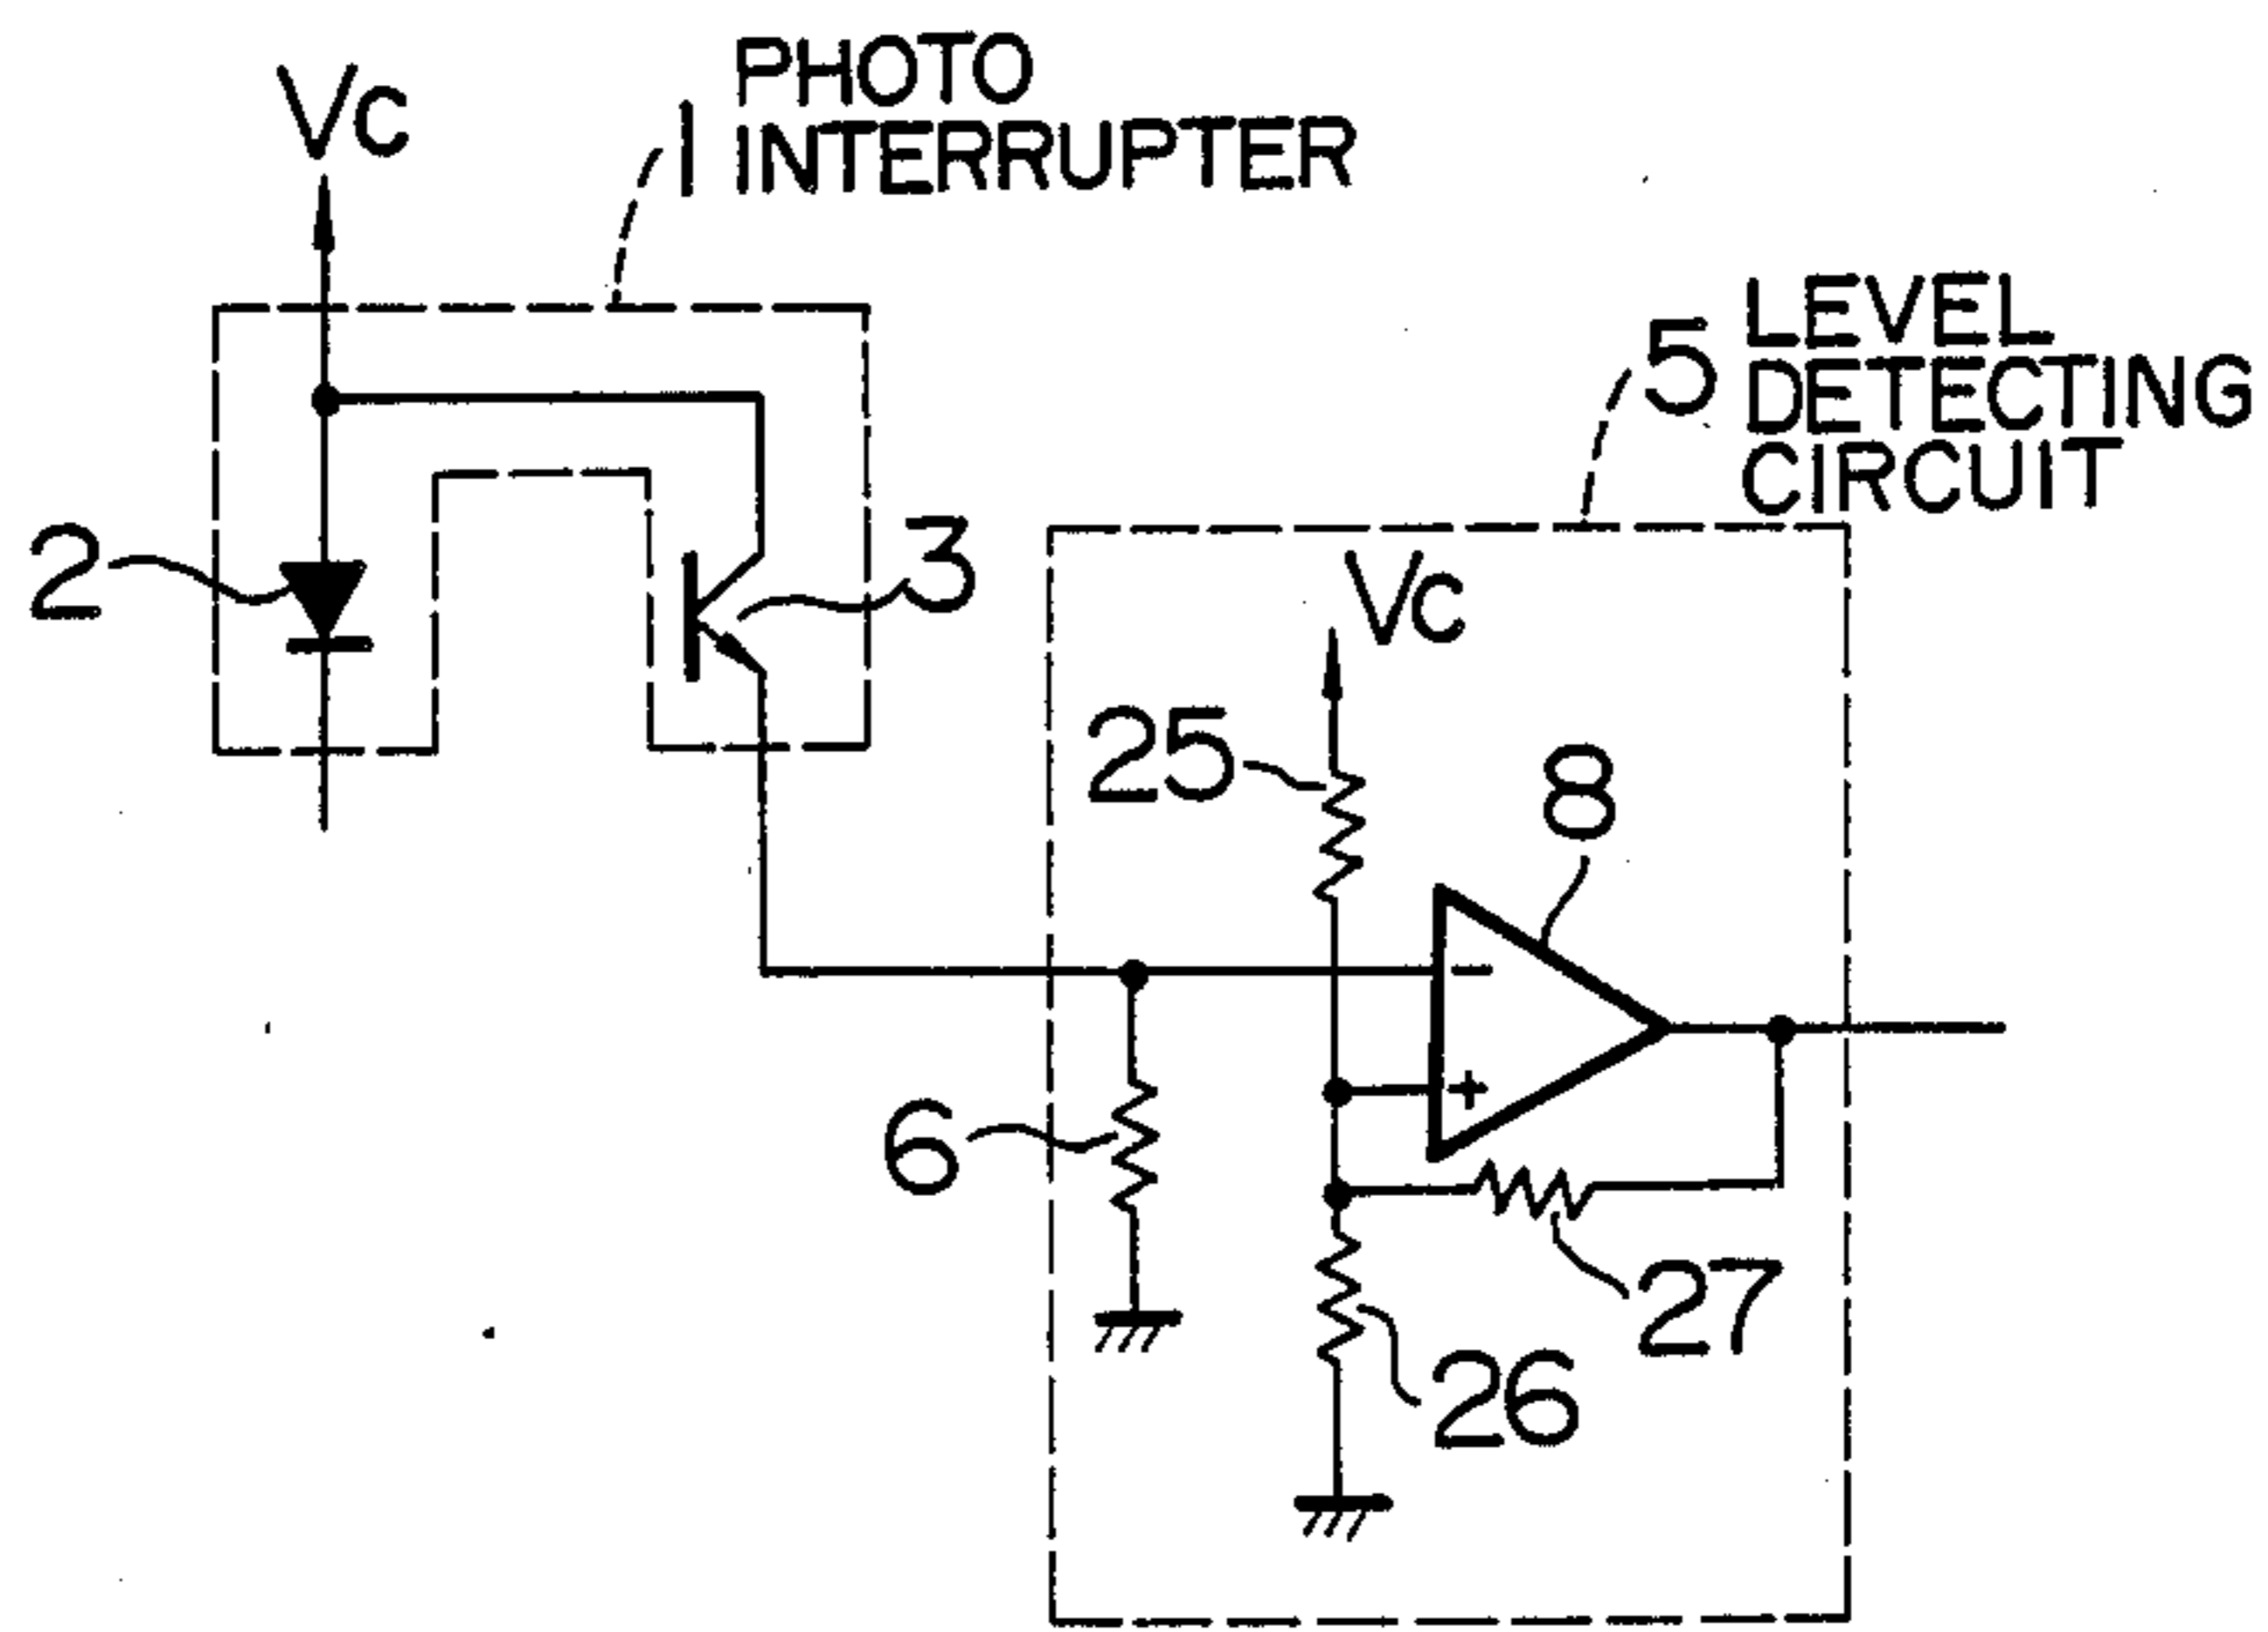 Vc
1 PHOTO
INTERRUPTER
5 LEVEL
DETECTING
CIRCUIT
2
3
Vc
25
8
−
+
6
27
26